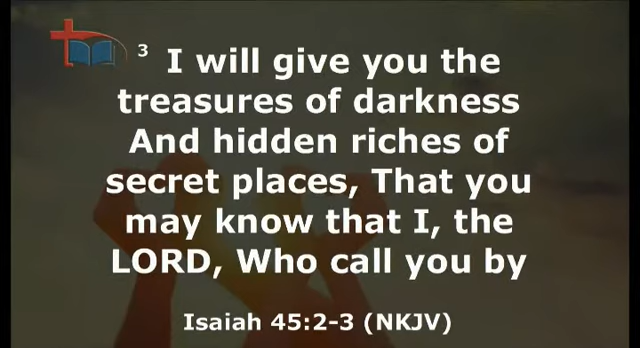 3 I will give you the
treasures of darkness
And hidden riches of
secret places, That you
may know that I, the
LORD, Who call you by
Isaiah 45:2-3 (NKJV)